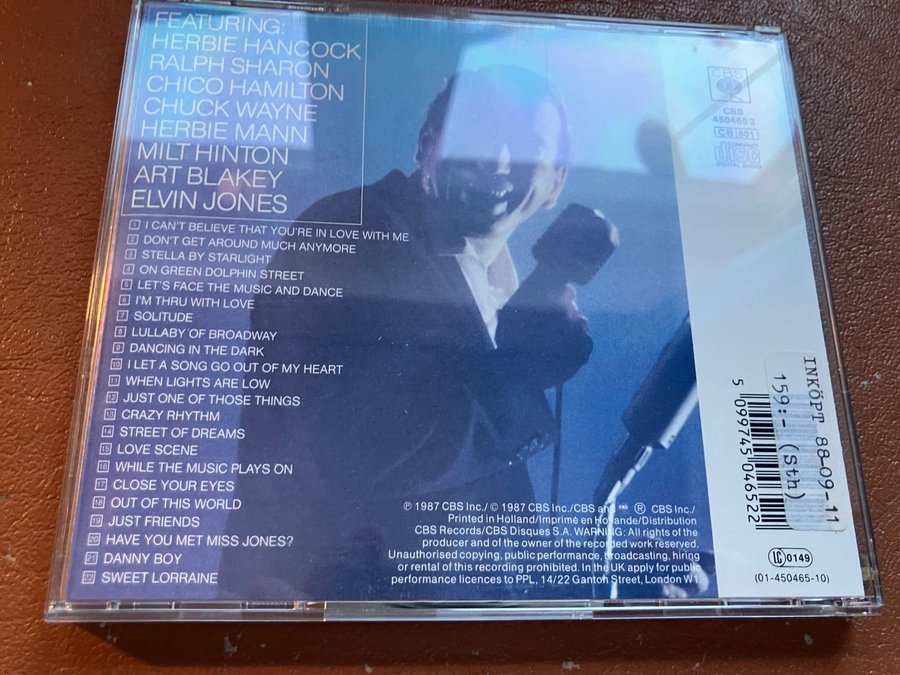 FEATURING:
HERBIE HANCOCK
RALPH SHARON
CHICO HAMILTON
CHUCK WAYNE
HERBIE MANN
MILT HINTON
ART BLAKEY
ELVIN JONES
1 I CAN'T BELIEVE THAT YOU'RE IN LOVE WITH ME
2 DON'T GET AROUND MUCH ANYMORE
3 STELLA BY STARLIGHT
4 ON GREEN DOLPHIN STREET
5 LET'S FACE THE MUSIC AND DANCE
6 I'M THRU WITH LOVE
7 SOLITUDE
8 LULLABY OF BROADWAY
9 DANCING IN THE DARK
10 I LET A SONG GO OUT OF MY HEART
11 WHEN LIGHTS ARE LOW
12 JUST ONE OF THOSE THINGS
13 CRAZY RHYTHM
14 STREET OF DREAMS
15 LOVE SCENE
16 WHILE THE MUSIC PLAYS ON
17 CLOSE YOUR EYES
18 OUT OF THIS WORLD
19 JUST FRIENDS
20 HAVE YOU MET MISS JONES?
21 DANNY BOY
22 SWEET LORRAINE
℗ 1987 CBS Inc./ © 1987 CBS Inc./CBS and ® CBS Inc./
Printed in Holland/Imprimé en Hollande/Distribution
CBS Records/CBS Disques S.A. WARNING: All rights of the
producer and of the owner of the recorded work reserved.
Unauthorised copying, public performance, broadcasting, hiring
or rental of this recording prohibited. In the UK apply for public
performance licences to PPL, 14/22 Ganton Street, London W1
CBS
CBS
450465 2
CB 801
COMPACT
disc
DIGITAL AUDIO
INKÖPT 88-09-11
159:- (Sth)
5 099745 046522
LC 0149
(01-450465-10)